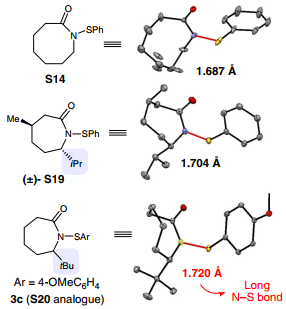 O
N–SPh
S14
1.687 Å
Me
O
N–SPh
iPr
(±)- S19
1.704 Å
O
N–SAr
tBu
Ar = 4-OMeC6H4
3c (S20 analogue)
1.720 Å
Long
N–S bond